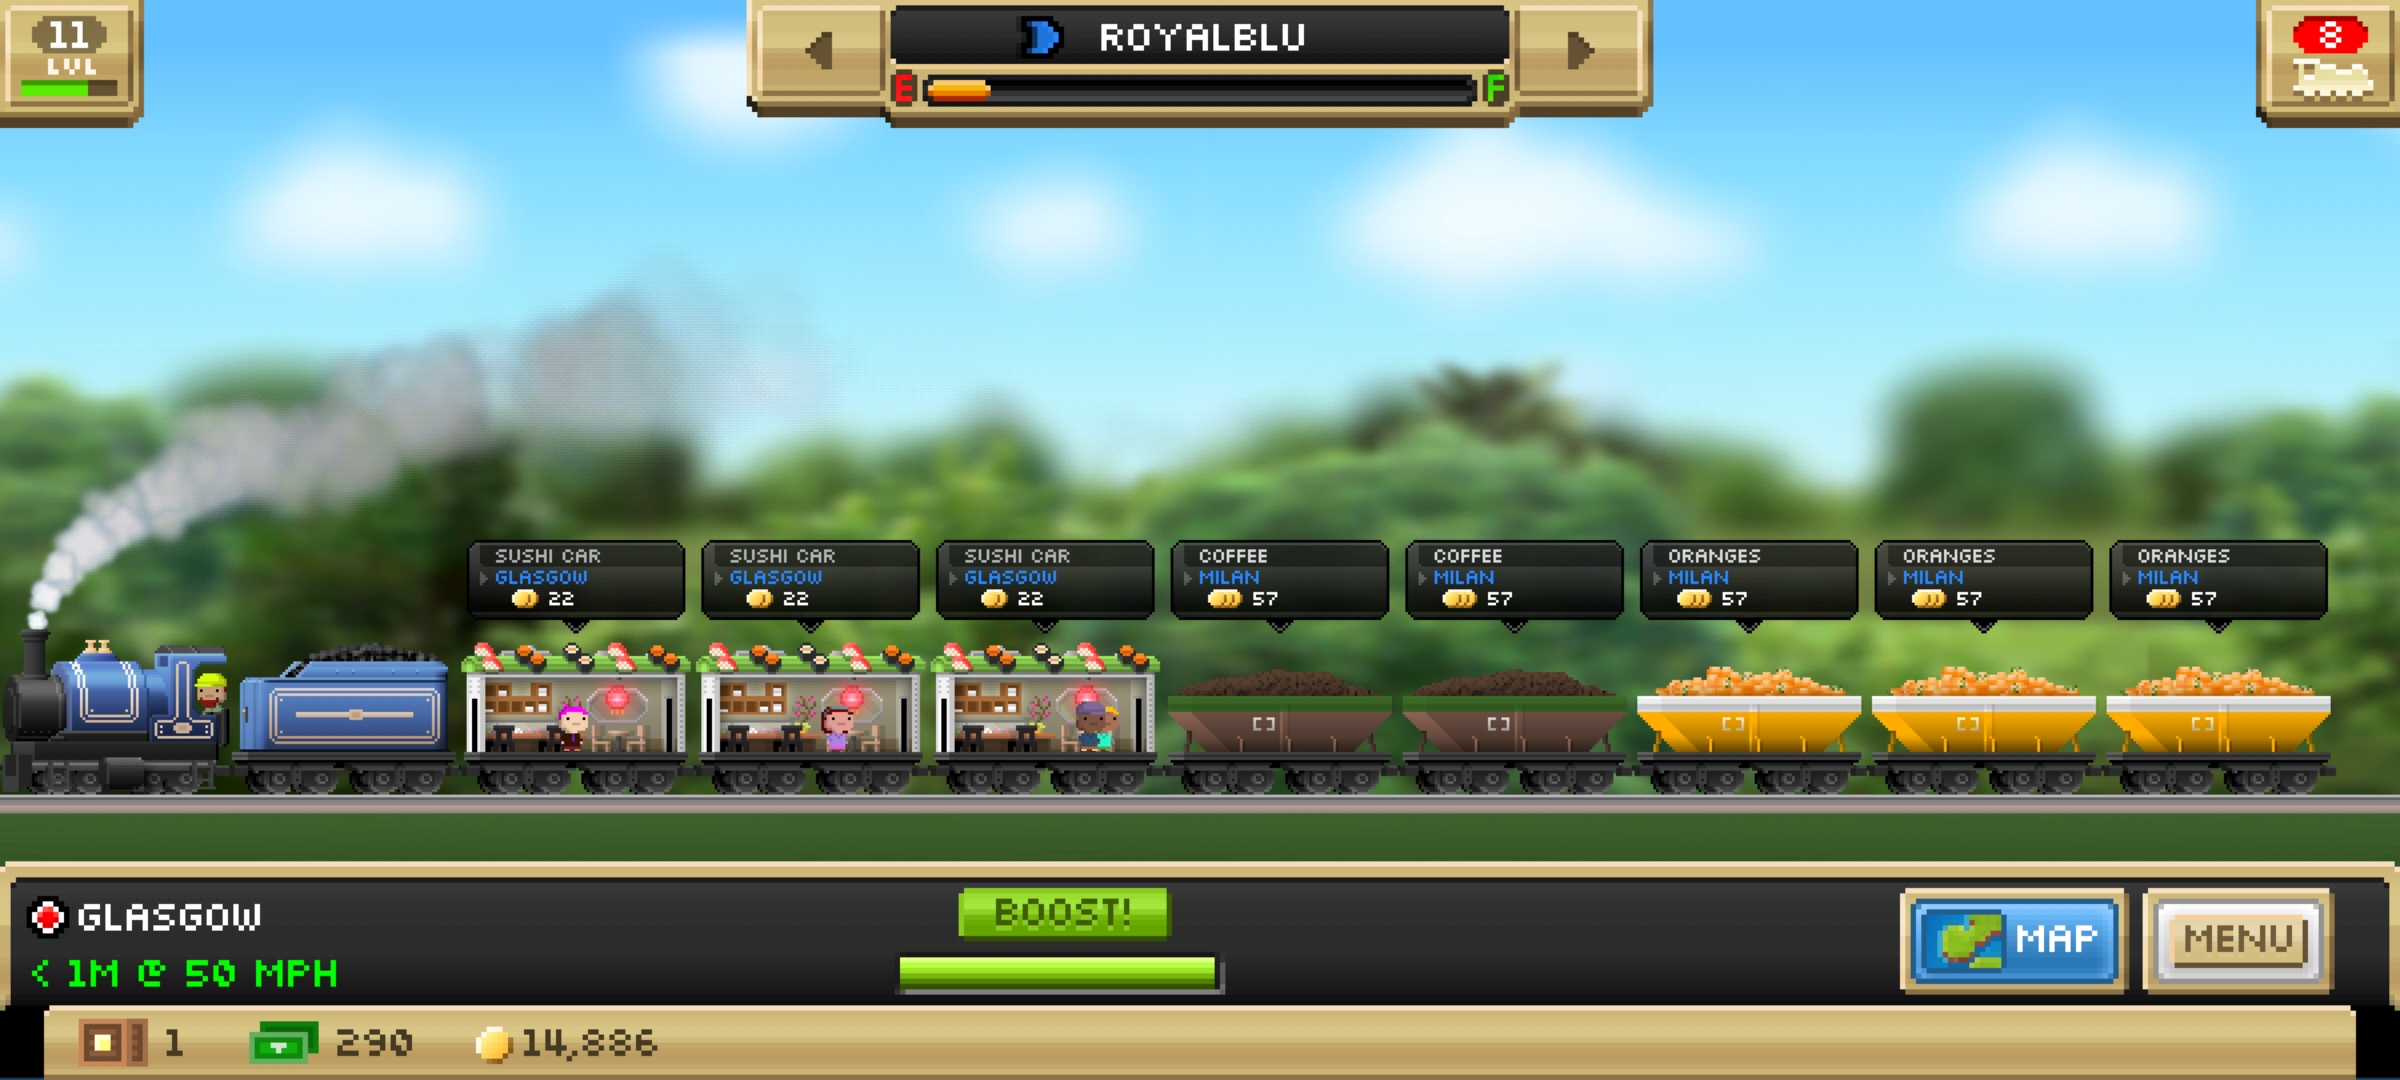 11
LVL
ROYALBLU
E
F
8
SUSHI CAR
GLASGOW
22
SUSHI CAR
GLASGOW
22
SUSHI CAR
GLASGOW
22
COFFEE
MILAN
57
COFFEE
MILAN
57
ORANGES
MILAN
57
ORANGES
MILAN
57
ORANGES
MILAN
57
GLASGOW
< 1M @ 50 MPH
BOOST!
MAP
MENU
1
290
14,886